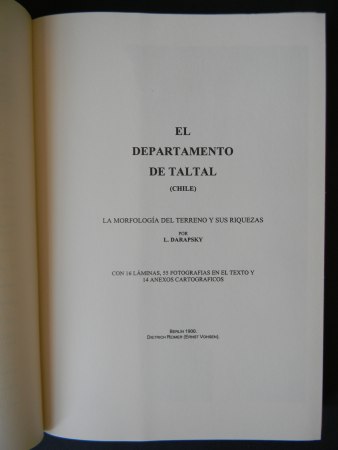 EL
DEPARTAMENTO
DE TALTAL
(CHILE)
LA MORFOLOGÍA DEL TERRENO Y SUS RIQUEZAS
POR
L. DARAPSKY
CON 16 LÁMINAS, 55 FOTOGRAFIAS EN EL TEXTO Y
14 ANEXOS CARTOGRAFICOS
BERLIN 1900.
DIETRICH REIMER (ERNST VOHSEN).